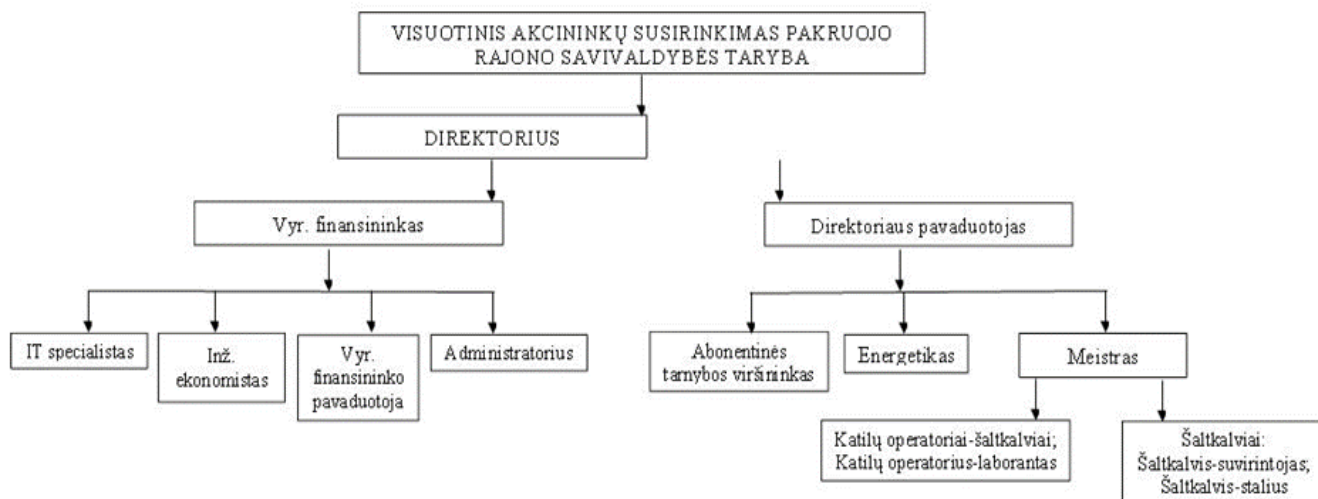 VISUOTINIS AKCININKŲ SUSIRINKIMAS PAKRUOJO
RAJONO SAVIVALDYBĖS TARYBA
DIREKTORIUS
Vyr. finansininkas
Direktoriaus pavaduotojas
IT specialistas
Inž.
ekonomistas
Vyr.
finansininko
pavaduotoja
Administratorius
Abonentinės
tarnybos viršininkas
Energetikas
Meistras
Katilų operatoriai-šaltkalviai;
Katilų operatorius-laborantas
Šaltkalviai:
Šaltkalvis-suvirintojas;
Šaltkalvis-stalius